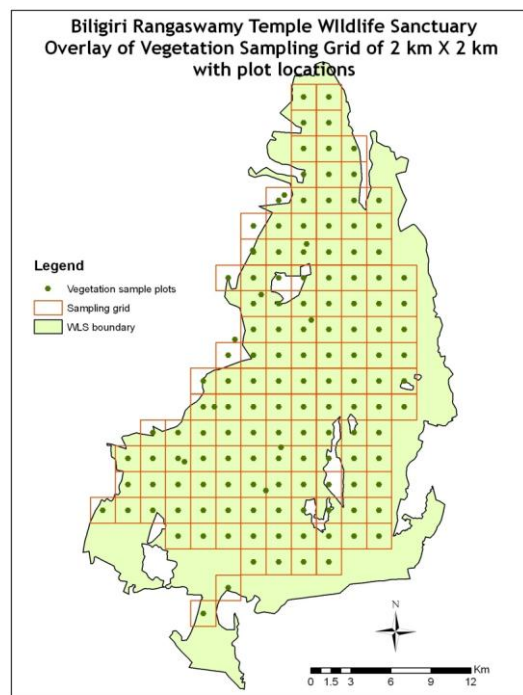 Biligiri Rangaswamy Temple WIldlife Sanctuary
Overlay of Vegetation Sampling Grid of 2 km X 2 km
with plot locations
Legend
Vegetation sample plots
Sampling grid
WLS boundary
N
0 1.5 3 6 9 12
Km